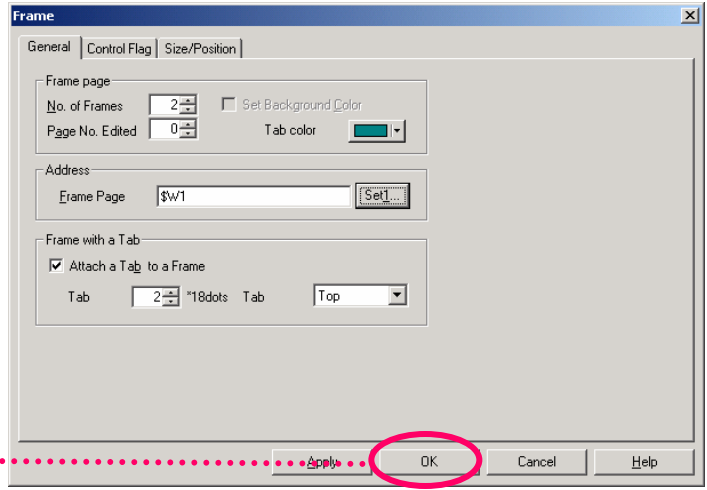 Frame
General Control Flag Size/Position
Frame page
No. of Frames 2 Set Background Color
Page No. Edited 0 Tab color
Address
Frame Page $W1 Set1...
Frame with a Tab
Attach a Tab to a Frame
Tab 2 *18dots Tab Top
Apply OK Cancel Help